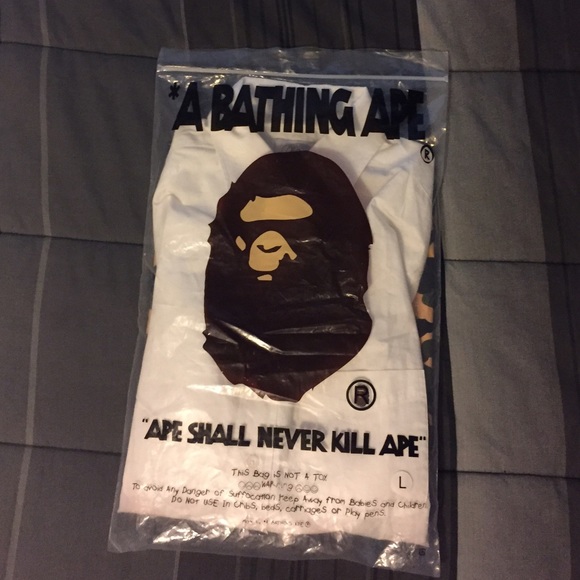 *A BATHING APE
®
®
"APE SHALL NEVER KILL APE"
THIS Bag iS NOT A TOY
L
To avoid Any Danger of Suffocation Keep Away from Babies and Children.
Do NOT USE IN CRibS, beds, carriages or Play pens.